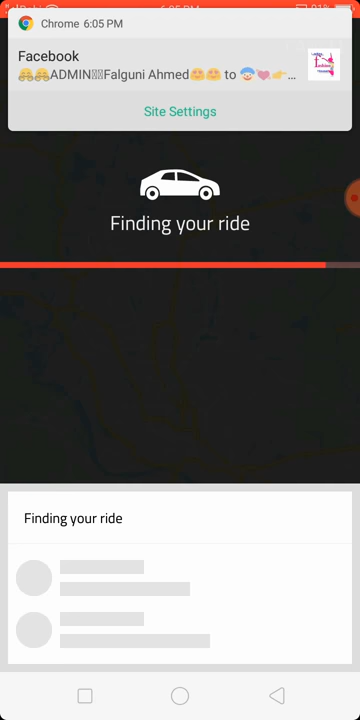 Chrome 6:05 PM
Facebook
🤗🤗ADMIN▯▯Falguni Ahmed😍😍 to
Site Settings
Finding your ride
Finding your ride